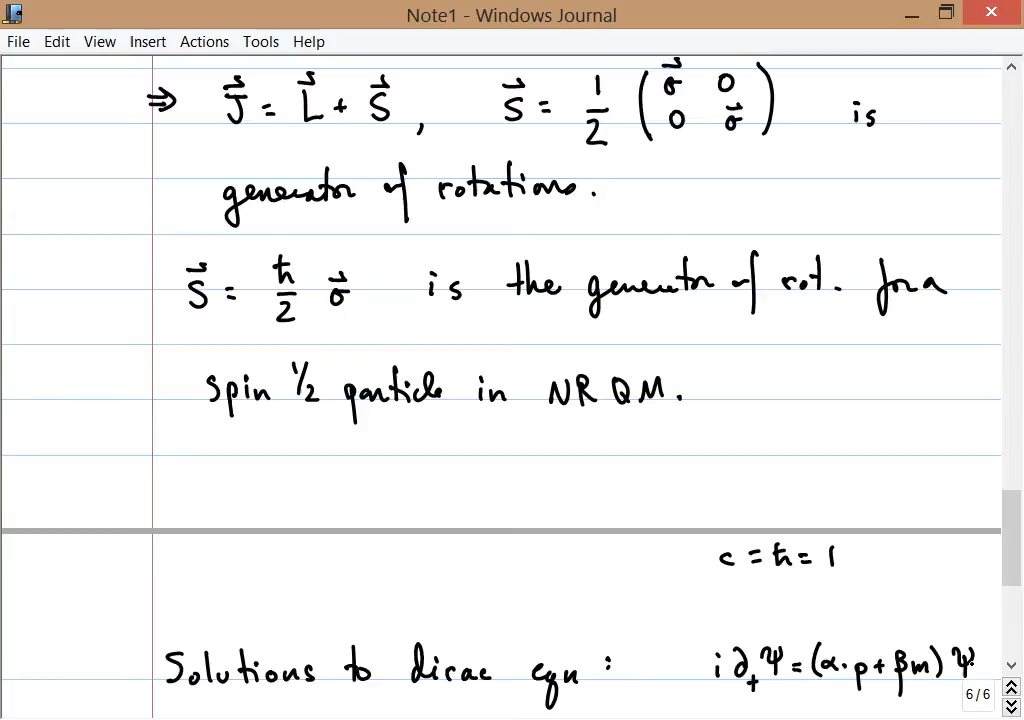 Note1 - Windows Journal
File Edit View Insert Actions Tools Help
⇒ J⃗ = L⃗ + S⃗ , S⃗ = 1/2 (σ⃗ 0 0 σ⃗) is
generator of rotations.
S⃗ = ħ/2 σ⃗ is the generator of rot. for a
spin 1/2 particle in NR QM.
c = ħ = 1
Solutions to dirac eqn : i ∂ₜ Ψ = (α·p + βm) Ψ
6 / 6